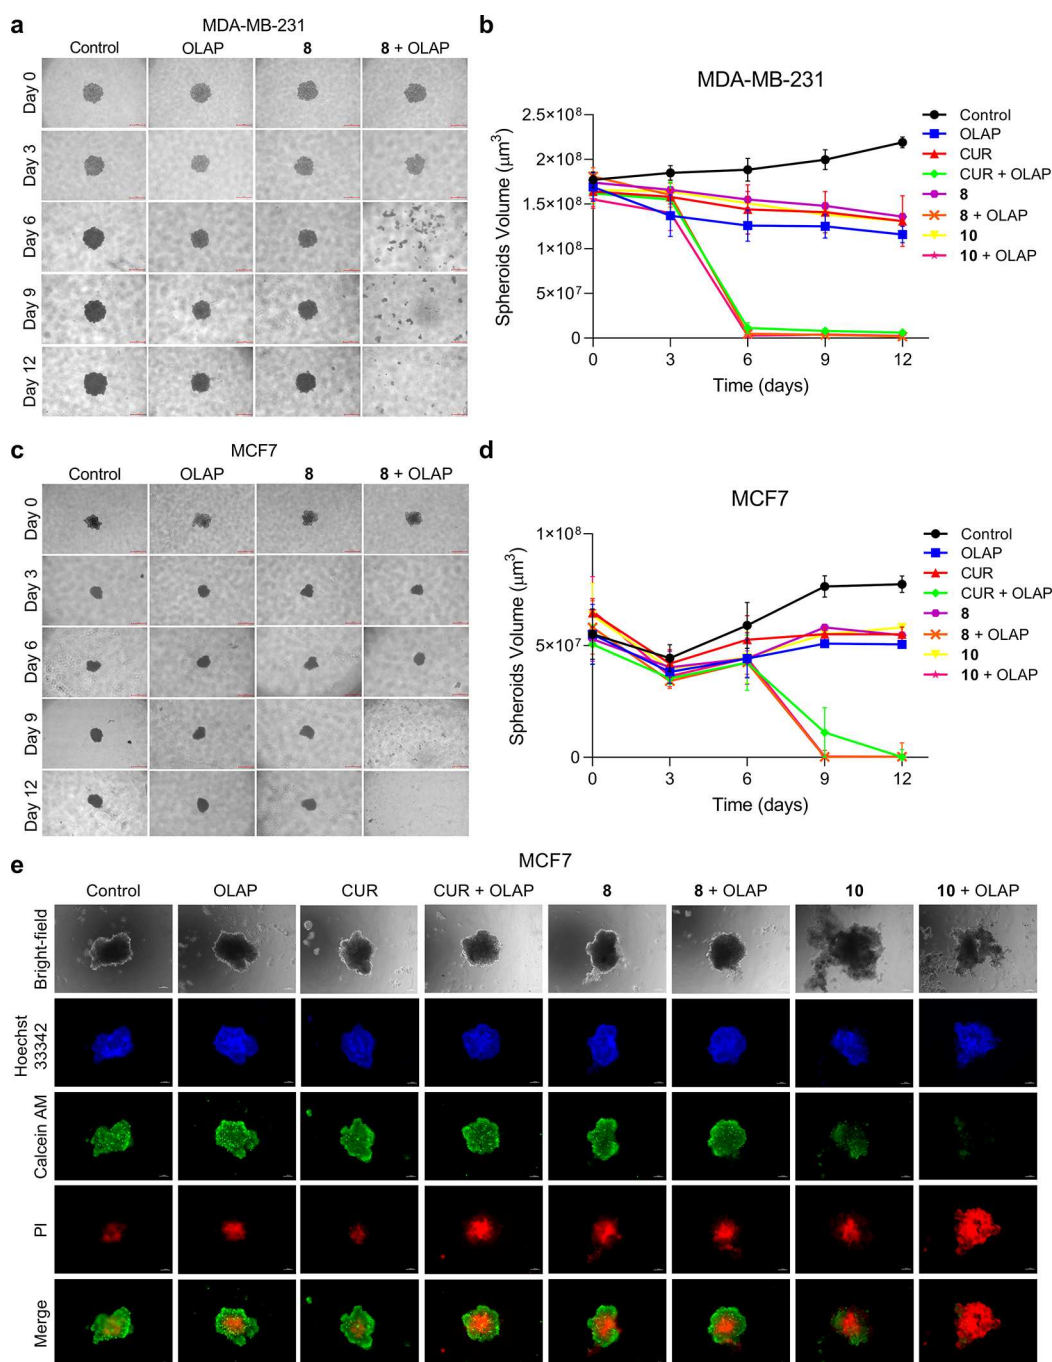 a
MDA-MB-231
Control OLAP 8 8 + OLAP
Day 0
Day 3
Day 6
Day 9
Day 12
b
MDA-MB-231
Spheroids Volume (μm³)
2.5×10⁸
2×10⁸
1.5×10⁸
1×10⁸
5×10⁷
0
0 3 6 9 12
Time (days)
Control
OLAP
CUR
CUR + OLAP
8
8 + OLAP
10
10 + OLAP
c
MCF7
Control OLAP 8 8 + OLAP
Day 0
Day 3
Day 6
Day 9
Day 12
d
MCF7
Spheroids Volume (μm³)
1×10⁸
5×10⁷
0
0 3 6 9 12
Time (days)
Control
OLAP
CUR
CUR + OLAP
8
8 + OLAP
10
10 + OLAP
e
MCF7
Control OLAP CUR CUR + OLAP 8 8 + OLAP 10 10 + OLAP
Bright-field
Hoechst
33342
Calcein AM
PI
Merge